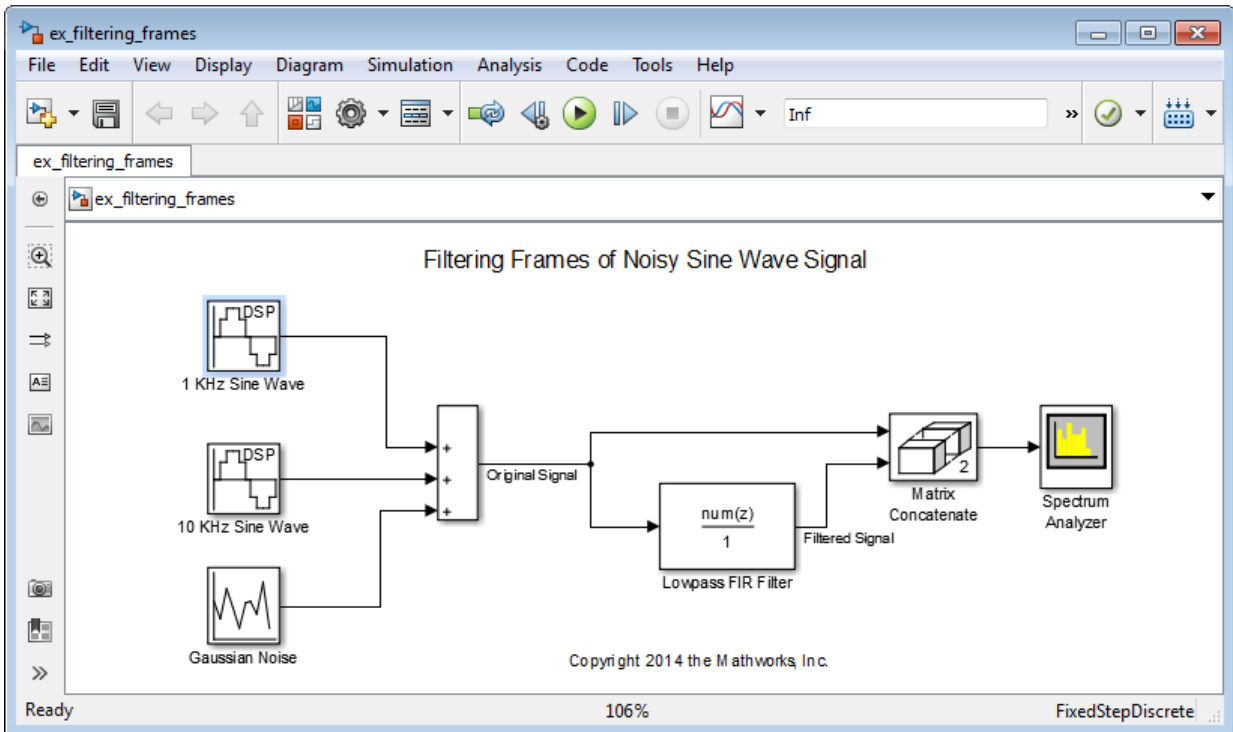 ex_filtering_frames
File Edit View Display Diagram Simulation Analysis Code Tools Help
Inf
»
ex_filtering_frames
ex_filtering_frames
Filtering Frames of Noisy Sine Wave Signal
DSP
1 KHz Sine Wave
DSP
10 KHz Sine Wave
Gaussian Noise
+
+
+
Original Signal
num(z)
1
Lowpass FIR Filter
Filtered Signal
2
Matrix
Concatenate
Spectrum
Analyzer
Copyright 2014 the Mathworks, Inc.
A
»
Ready 106% FixedStepDiscrete